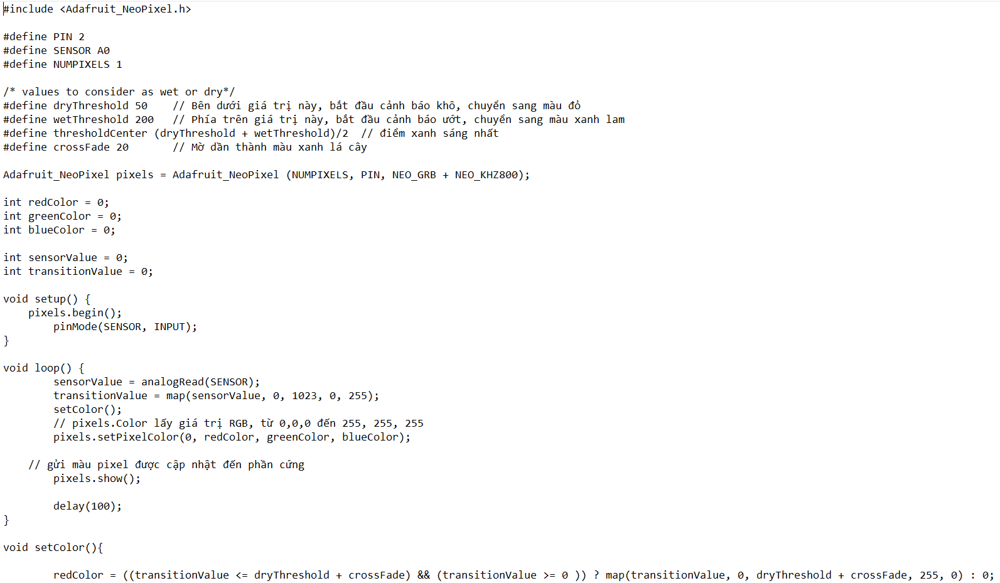 #include <Adafruit_NeoPixel.h>
#define PIN 2
#define SENSOR A0
#define NUMPIXELS 1
/* values to consider as wet or dry*/
#define dryThreshold 50    // Bên dưới giá trị này, bắt đầu cảnh báo khô, chuyển sang màu đỏ
#define wetThreshold 200   // Phía trên giá trị này, bắt đầu cảnh báo ướt, chuyển sang màu xanh lam
#define thresholdCenter (dryThreshold + wetThreshold)/2  // điểm xanh sáng nhất
#define crossFade 20       // Mờ dần thành màu xanh lá cây
Adafruit_NeoPixel pixels = Adafruit_NeoPixel (NUMPIXELS, PIN, NEO_GRB + NEO_KHZ800);
int redColor = 0;
int greenColor = 0;
int blueColor = 0;
int sensorValue = 0;
int transitionValue = 0;
void setup() {
    pixels.begin();
        pinMode(SENSOR, INPUT);
}
void loop() {
        sensorValue = analogRead(SENSOR);
        transitionValue = map(sensorValue, 0, 1023, 0, 255);
        setColor();
        // pixels.Color lấy giá trị RGB, từ 0,0,0 đến 255, 255, 255
        pixels.setPixelColor(0, redColor, greenColor, blueColor);
    // gửi màu pixel được cập nhật đến phần cứng
        pixels.show();
        delay(100);
}
void setColor(){
        redColor = ((transitionValue <= dryThreshold + crossFade) && (transitionValue >= 0 )) ? map(transitionValue, 0, dryThreshold + crossFade, 255, 0) : 0;